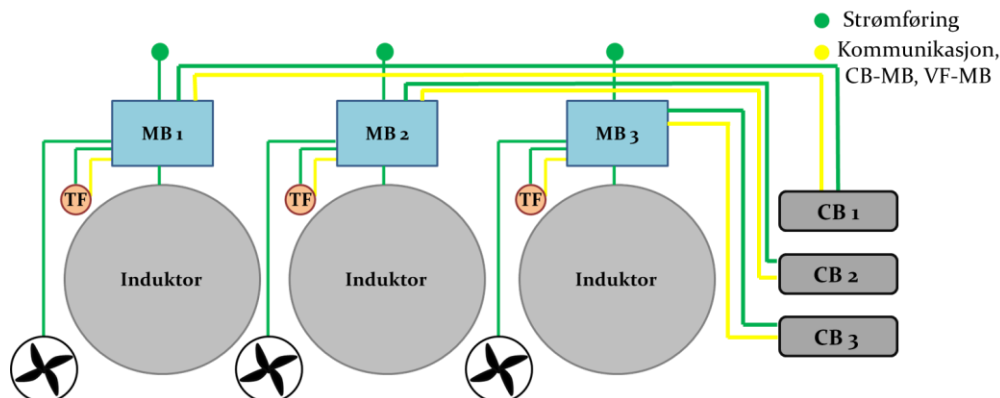 Strømføring
Kommunikasjon,
CB-MB, VF-MB
MB 1
MB 2
MB 3
TF
TF
TF
CB 1
Induktor
Induktor
Induktor
CB 2
CB 3